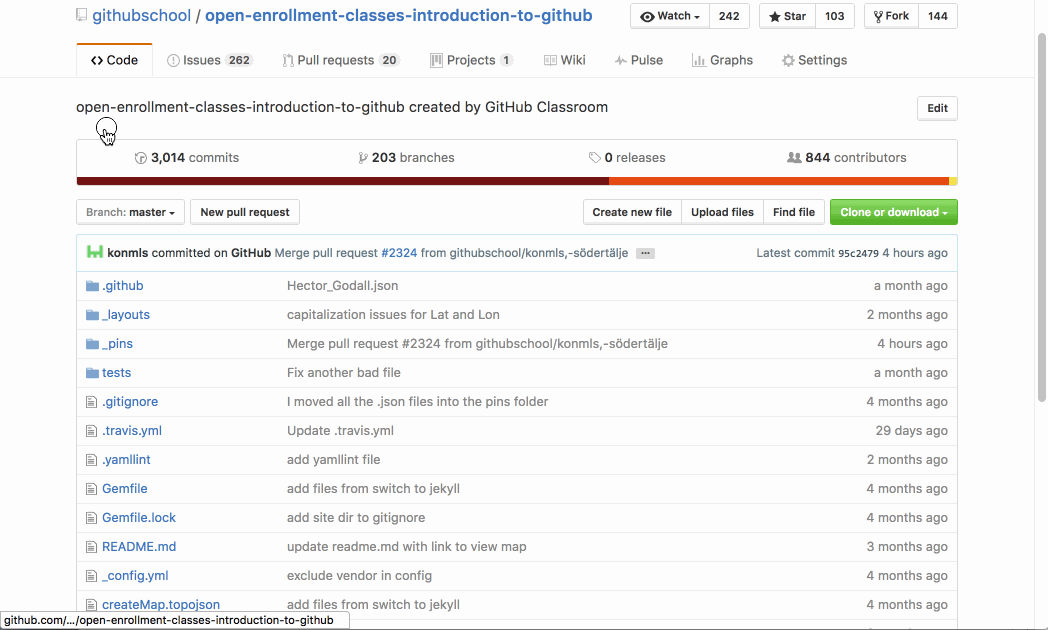 githubschool / open-enrollment-classes-introduction-to-github Watch 242 Star 103 Fork 144
Code Issues 262 Pull requests 20 Projects 1 Wiki Pulse Graphs Settings
open-enrollment-classes-introduction-to-github created by GitHub Classroom Edit
3,014 commits 203 branches 0 releases 844 contributors
Branch: master New pull request Create new file Upload files Find file Clone or download
konmls committed on GitHub Merge pull request #2324 from githubschool/konmls,-södertälje ... Latest commit 95c2479 4 hours ago
.github Hector_Godall.json a month ago
_layouts capitalization issues for Lat and Lon 2 months ago
_pins Merge pull request #2324 from githubschool/konmls,-södertälje 4 hours ago
tests Fix another bad file a month ago
.gitignore I moved all the .json files into the pins folder 4 months ago
.travis.yml Update .travis.yml 29 days ago
.yamllint add yamllint file 2 months ago
Gemfile add files from switch to jekyll 4 months ago
Gemfile.lock add site dir to gitignore 4 months ago
README.md update readme.md with link to view map 3 months ago
_config.yml exclude vendor in config 4 months ago
createMap.topojson add files from switch to jekyll 4 months ago
github.com/.../open-enrollment-classes-introduction-to-github